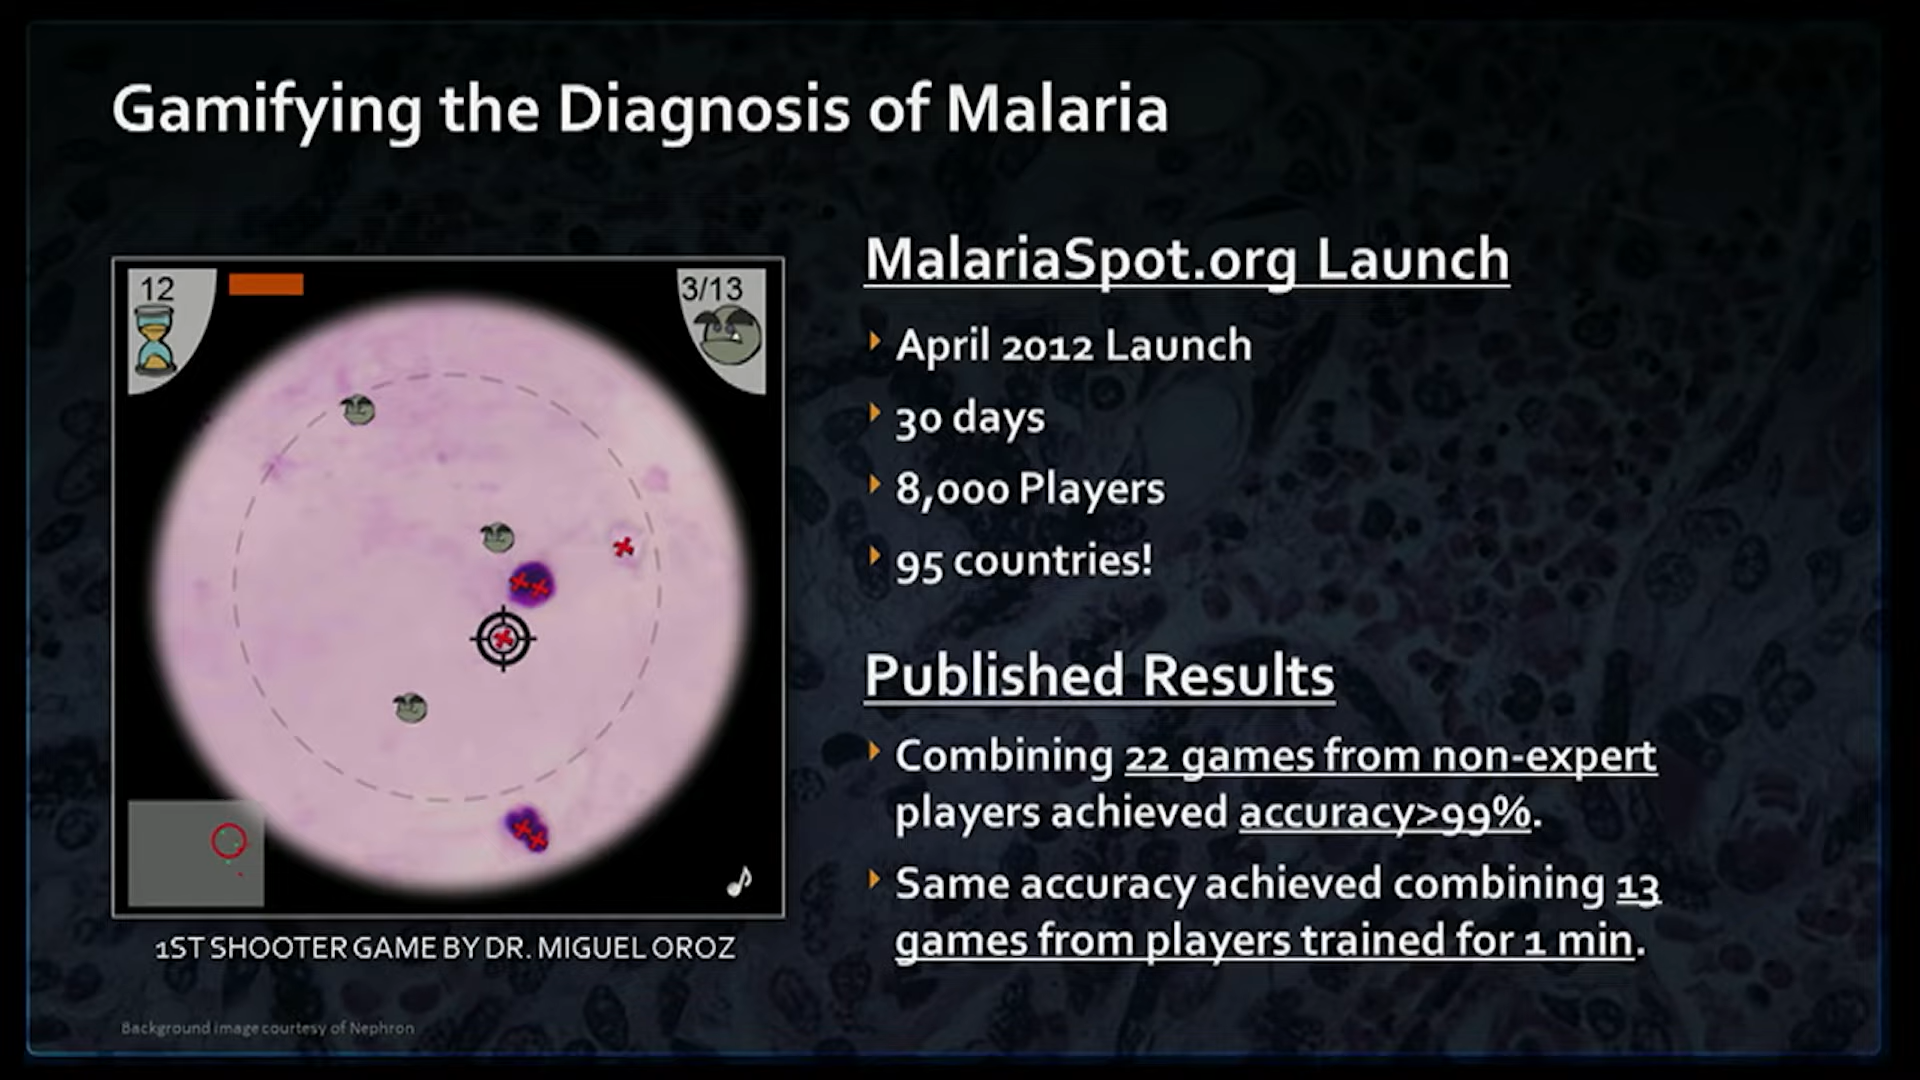 Gamifying the Diagnosis of Malaria
12
3/13
1ST SHOOTER GAME BY DR. MIGUEL OROZ
MalariaSpot.org Launch
April 2012 Launch
30 days
8,000 Players
95 countries!
Published Results
Combining 22 games from non-expert
players achieved accuracy>99%.
Same accuracy achieved combining 13
games from players trained for 1 min.
Background image courtesy of Nephron